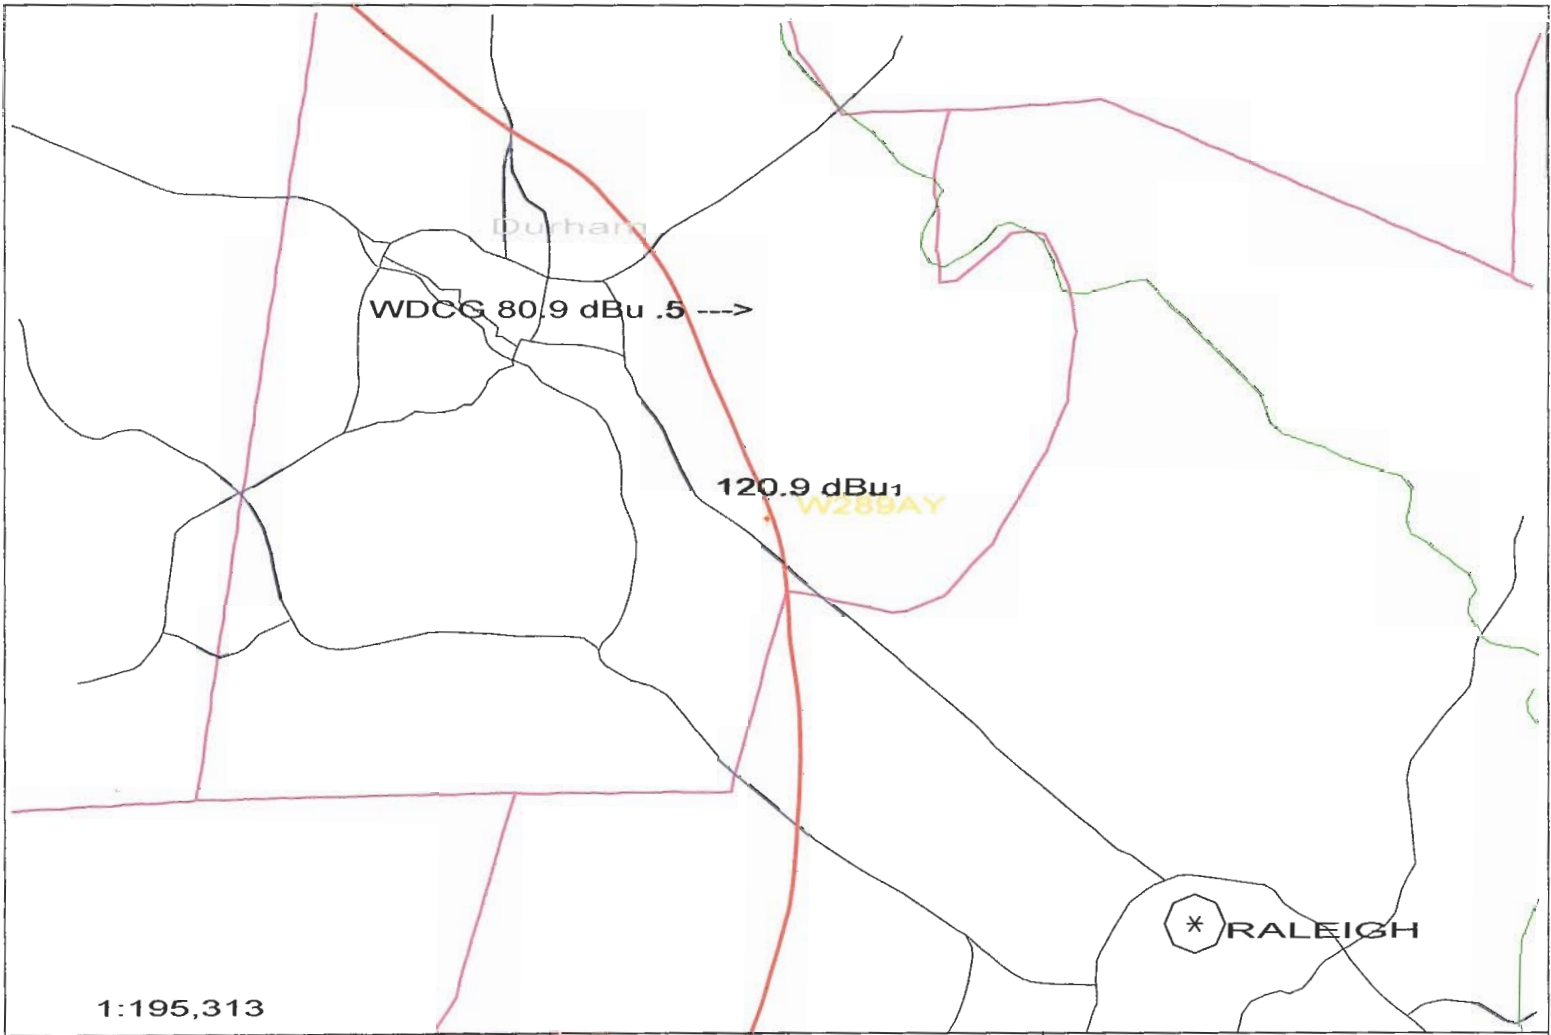 Durham
WDCG 80.9 dBu .5 --->
120.9 dBu1
W289AY
*RALEIGH
1:195,313